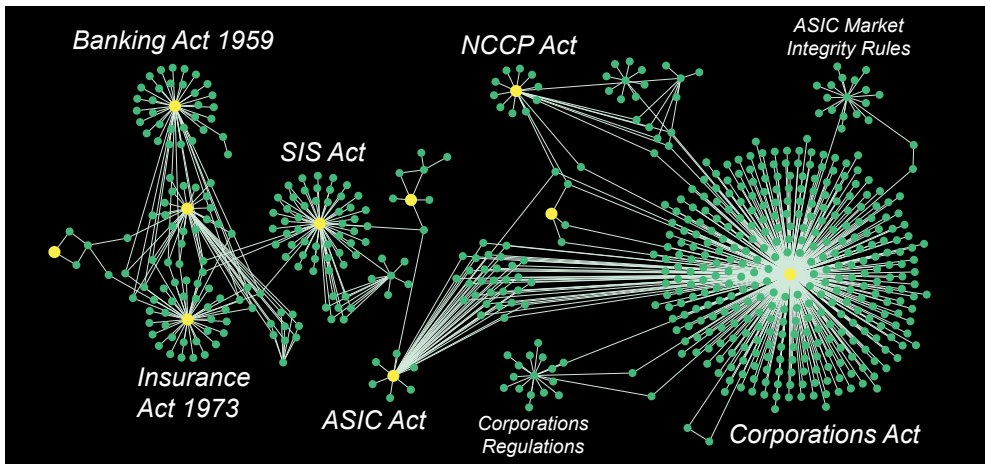 Banking Act 1959
NCCP Act
ASIC Market
Integrity Rules
SIS Act
Insurance
Act 1973
ASIC Act
Corporations
Regulations
Corporations Act